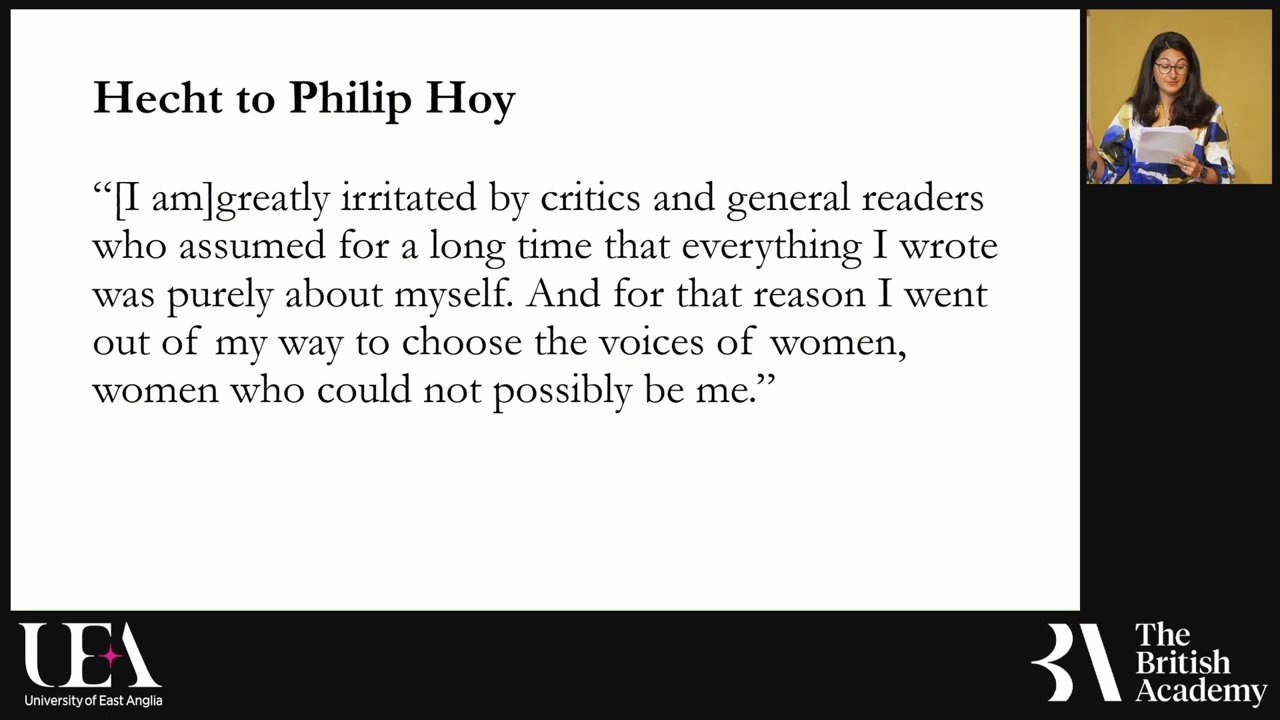 Hecht to Philip Hoy
“[I am]greatly irritated by critics and general readers
who assumed for a long time that everything I wrote
was purely about myself. And for that reason I went
out of my way to choose the voices of women,
women who could not possibly be me.”
UEA
University of East Anglia
BA
The
British
Academy